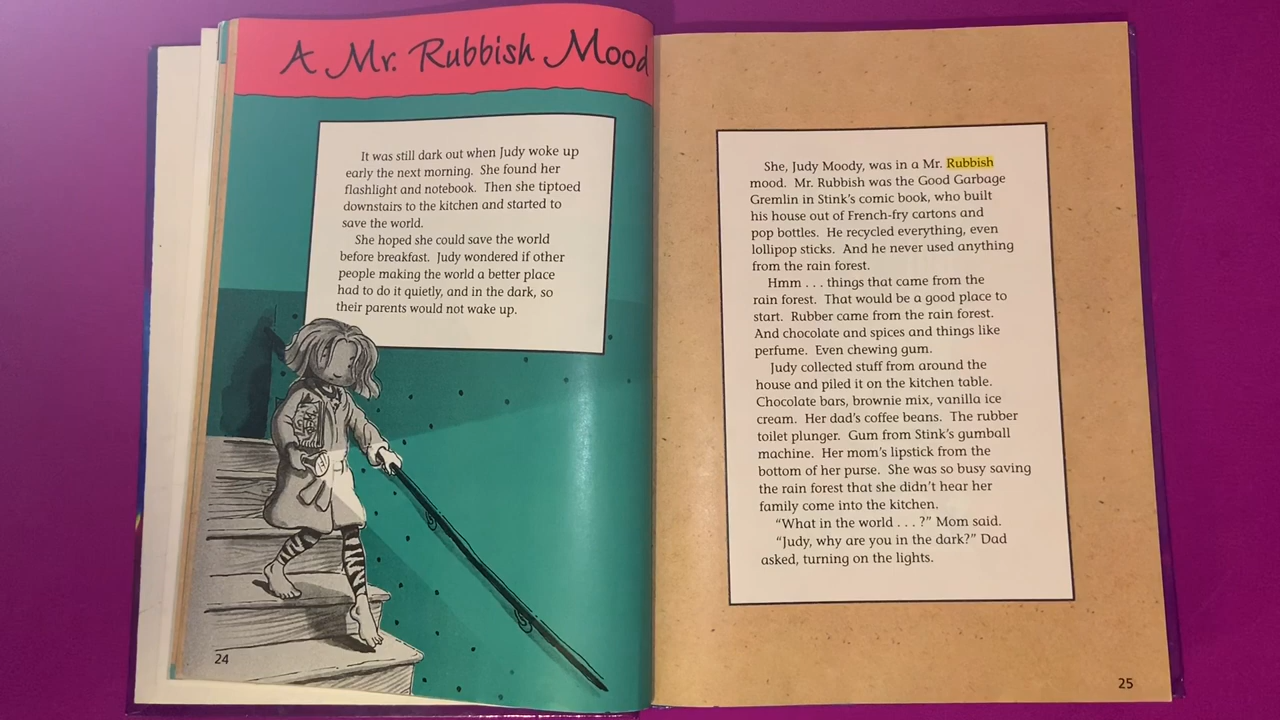 A Mr. Rubbish Mood
It was still dark out when Judy woke up
early the next morning. She found her
flashlight and notebook. Then she tiptoed
downstairs to the kitchen and started to
save the world.
She hoped she could save the world
before breakfast. Judy wondered if other
people making the world a better place
had to do it quietly, and in the dark, so
their parents would not wake up.
24
She, Judy Moody, was in a Mr. Rubbish
mood. Mr. Rubbish was the Good Garbage
Gremlin in Stink's comic book, who built
his house out of French-fry cartons and
pop bottles. He recycled everything, even
lollipop sticks. And he never used anything
from the rain forest.
Hmm . . . things that came from the
rain forest. That would be a good place to
start. Rubber came from the rain forest.
And chocolate and spices and things like
perfume. Even chewing gum.
Judy collected stuff from around the
house and piled it on the kitchen table.
Chocolate bars, brownie mix, vanilla ice
cream. Her dad's coffee beans. The rubber
toilet plunger. Gum from Stink's gumball
machine. Her mom's lipstick from the
bottom of her purse. She was so busy saving
the rain forest that she didn't hear her
family come into the kitchen.
"What in the world . . . ?" Mom said.
"Judy, why are you in the dark?" Dad
asked, turning on the lights.
25